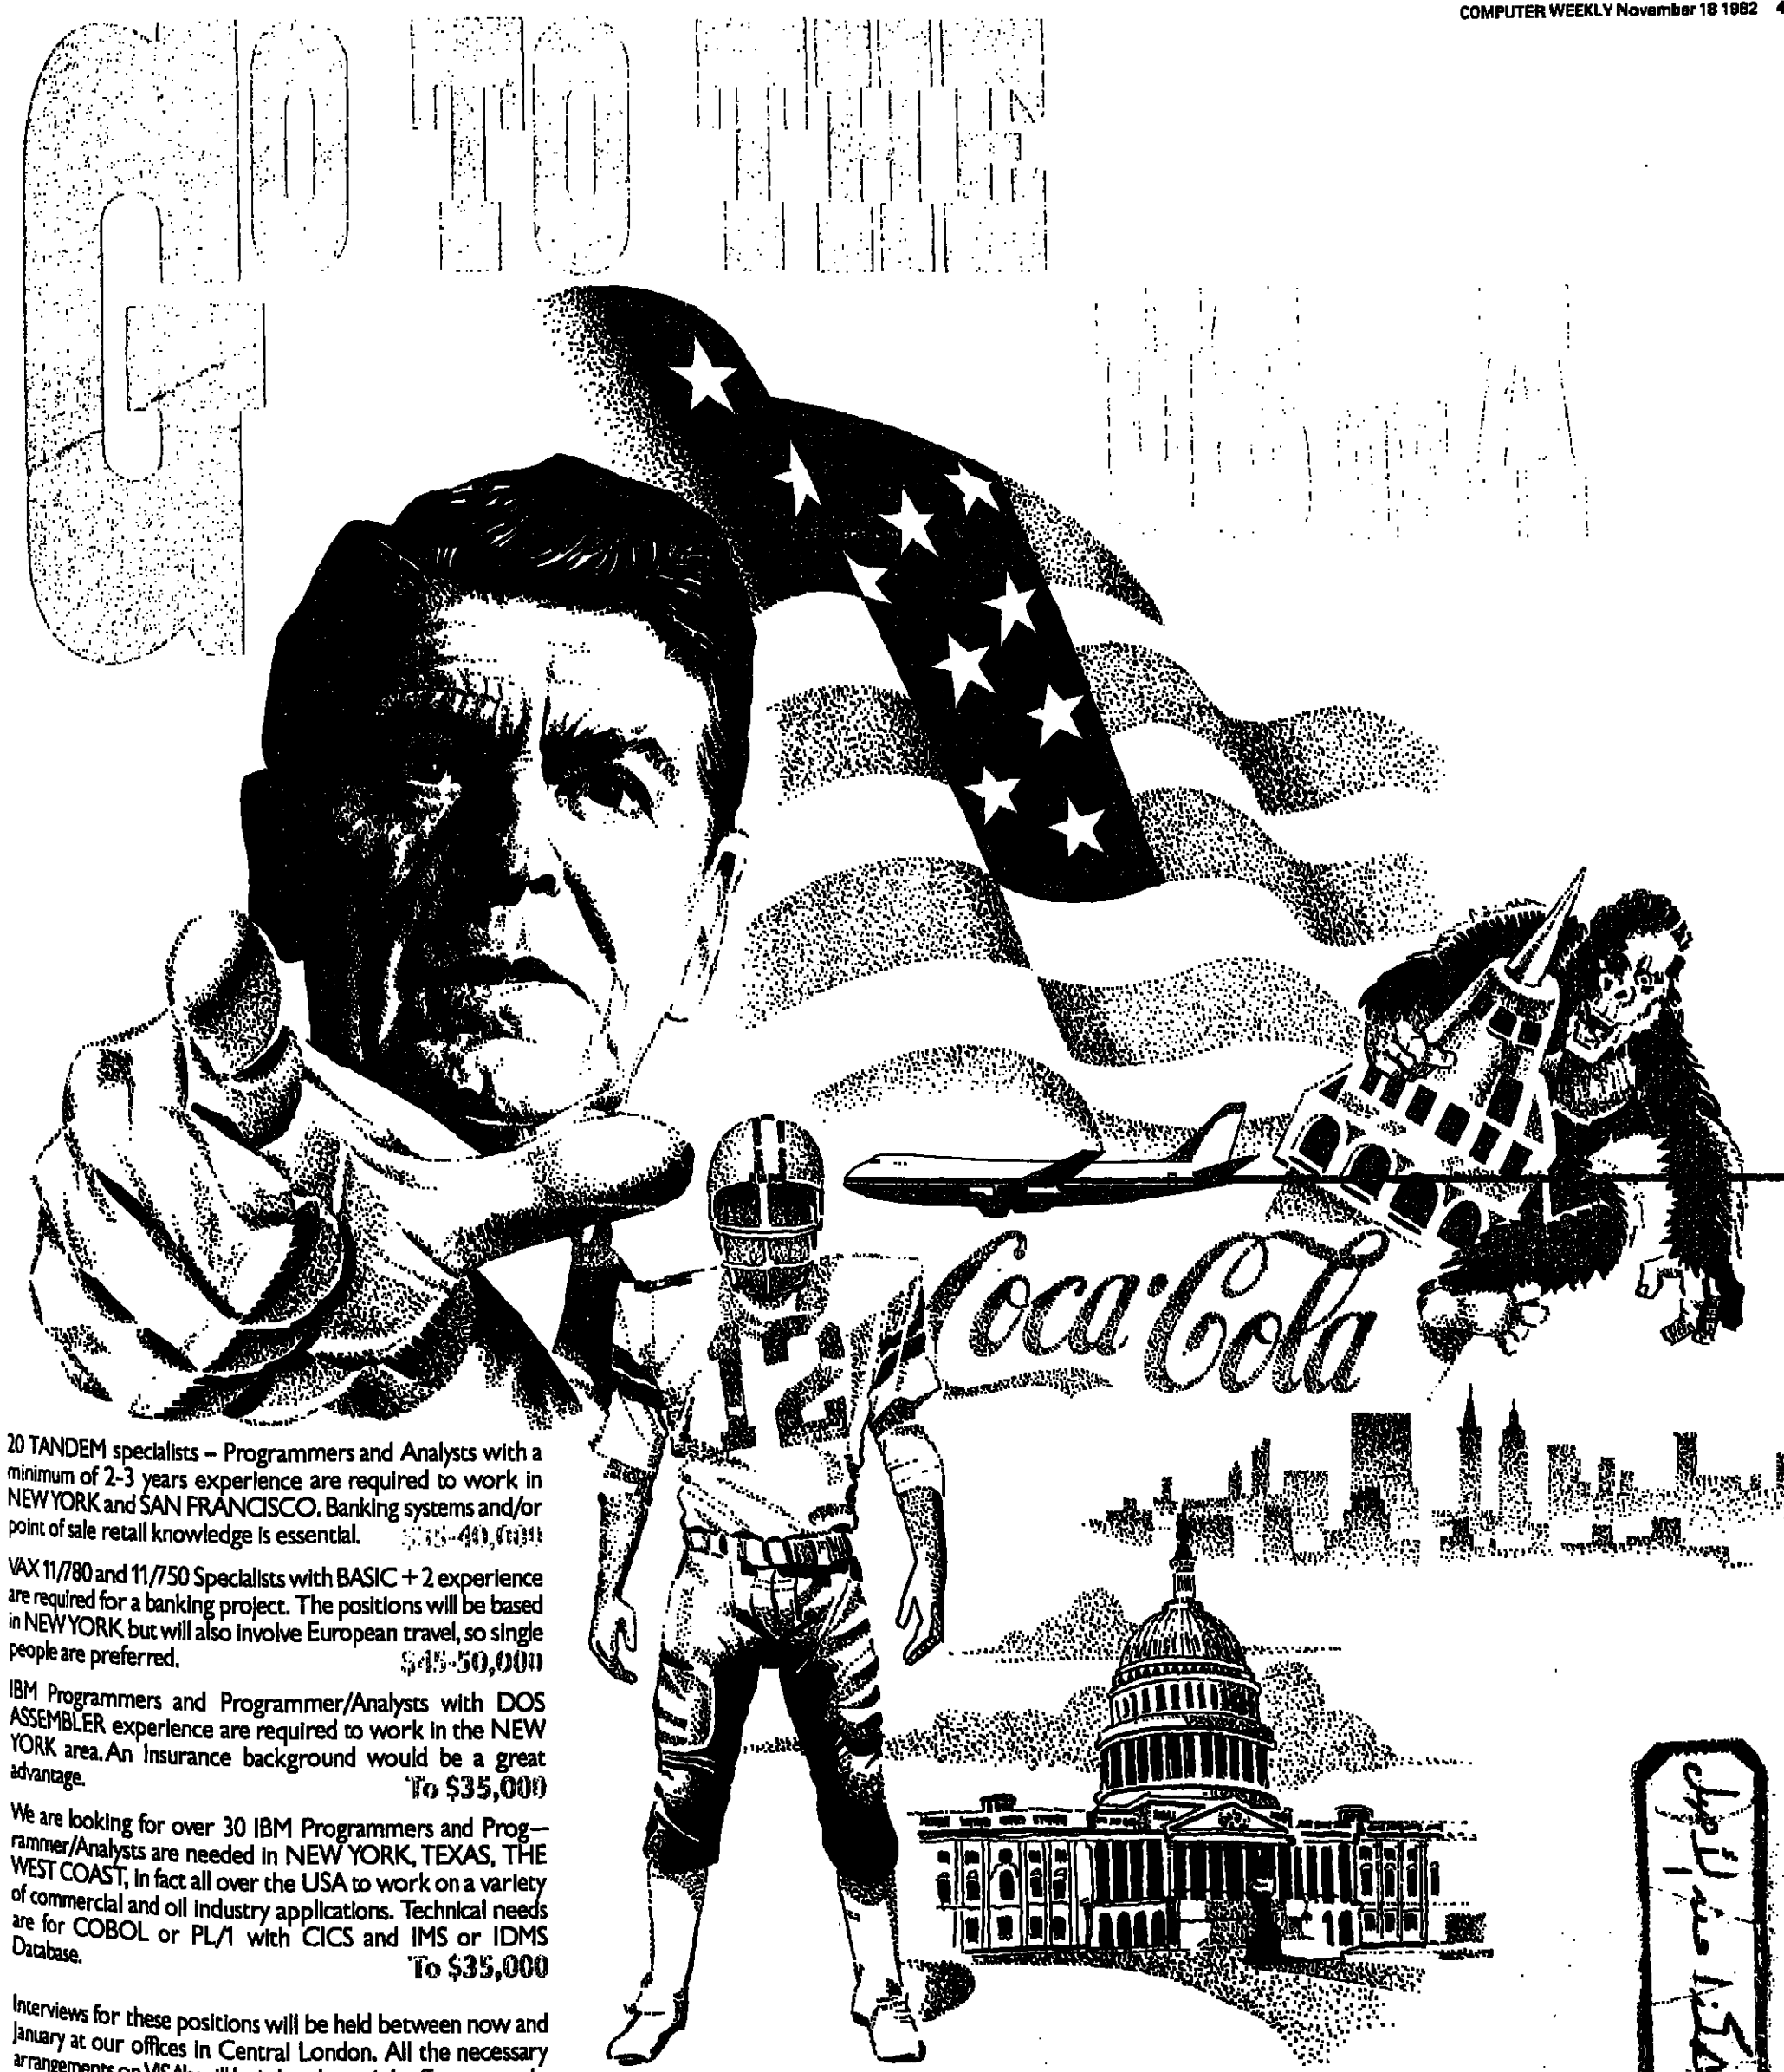 COMPUTER WEEKLY November 18 1982
GO TO THE
Coca-Cola
12
20 TANDEM specialists – Programmers and Analysts with a
minimum of 2-3 years experience are required to work in
NEW YORK and SAN FRANCISCO. Banking systems and/or
point of sale retail knowledge is essential. $35-40,000
VAX 11/780 and 11/750 Specialists with BASIC + 2 experience
are required for a banking project. The positions will be based
in NEW YORK but will also involve European travel, so single
people are preferred. $45-50,000
IBM Programmers and Programmer/Analysts with DOS
ASSEMBLER experience are required to work in the NEW
YORK area. An Insurance background would be a great
advantage. To $35,000
We are looking for over 30 IBM Programmers and Prog—
rammer/Analysts are needed in NEW YORK, TEXAS, THE
WEST COAST, in fact all over the USA to work on a variety
of commercial and oil industry applications. Technical needs
are for COBOL or PL/1 with CICS and IMS or IDMS
Database. To $35,000
Interviews for these positions will be held between now and
January at our offices in Central London. All the necessary
arrangements on